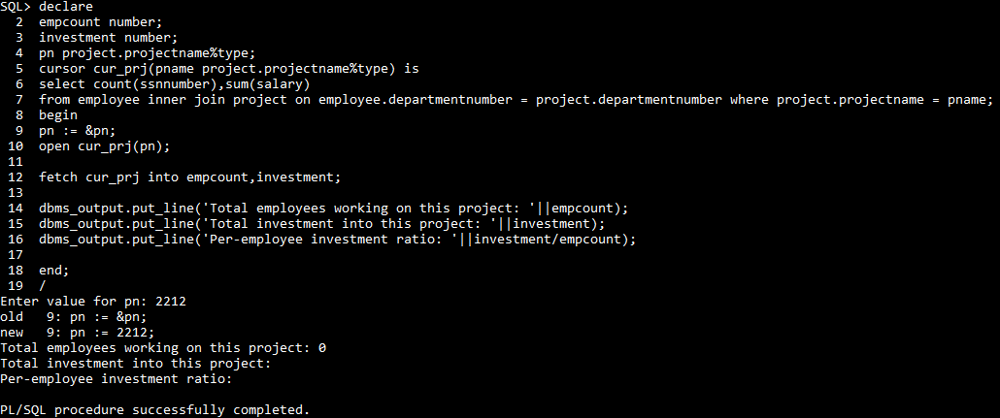 SQL> declare
2 empcount number;
3 investment number;
4 pn project.projectname%type;
5 cursor cur_prj(pname project.projectname%type) is
6 select count(ssnnumber),sum(salary)
7 from employee inner join project on employee.departmentnumber = project.departmentnumber where project.projectname = pname;
8 begin
9 pn := &pn;
10 open cur_prj(pn);
11
12 fetch cur_prj into empcount,investment;
13
14 dbms_output.put_line('Total employees working on this project: '||empcount);
15 dbms_output.put_line('Total investment into this project: '||investment);
16 dbms_output.put_line('Per-employee investment ratio: '||investment/empcount);
17
18 end;
19 /
Enter value for pn: 2212
old 9: pn := &pn;
new 9: pn := 2212;
Total employees working on this project: 0
Total investment into this project:
Per-employee investment ratio:
PL/SQL procedure successfully completed.